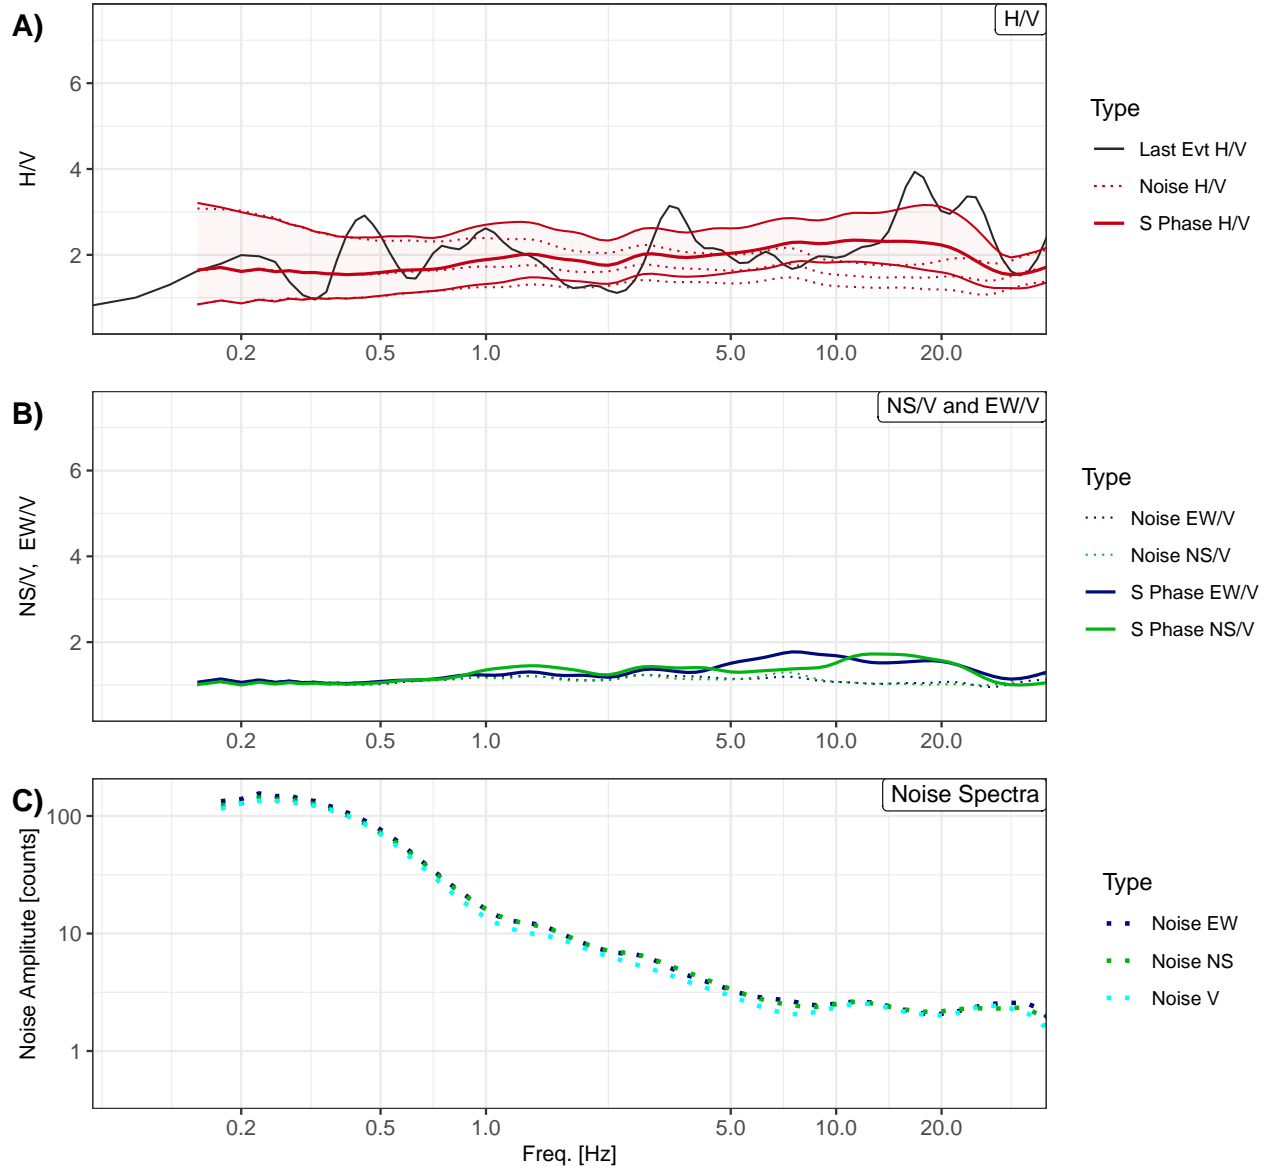 A)
H/V
6
4
2
H/V
0.2 0.5 1.0 5.0 10.0 20.0
Type
Last Evt H/V
Noise H/V
S Phase H/V
B)
NS/V and EW/V
6
4
2
NS/V,  EW/V
0.2 0.5 1.0 5.0 10.0 20.0
Type
Noise EW/V
Noise NS/V
S Phase EW/V
S Phase NS/V
C)
Noise Spectra
100
10
1
Noise Amplitute [counts]
0.2 0.5 1.0 5.0 10.0 20.0
Freq. [Hz]
Type
Noise EW
Noise NS
Noise V